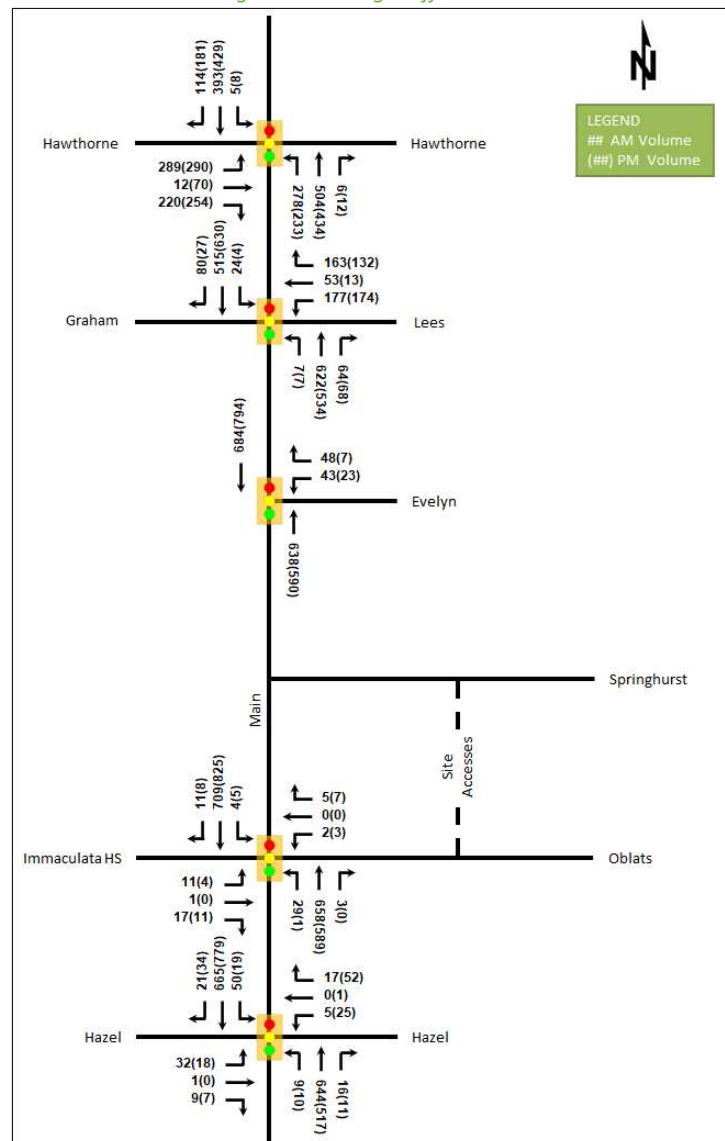 N
LEGEND
## AM Volume
(##) PM Volume
114(181)
393(429)
5(8)
Hawthorne
Hawthorne
289(290)
12(70)
220(254)
278(233)
504(434)
6(12)
80(27)
515(630)
24(4)
163(132)
53(13)
177(174)
Graham
Lees
7(7)
622(534)
64(68)
684(794)
48(7)
43(23)
Evelyn
638(590)
Springhurst
Main
Site
Accesses
11(8)
709(825)
4(5)
5(7)
0(0)
2(3)
Immaculata HS
Oblats
11(4)
1(0)
17(11)
29(1)
658(589)
3(0)
21(34)
665(779)
50(19)
17(52)
0(1)
5(25)
Hazel
Hazel
32(18)
1(0)
9(7)
9(10)
644(517)
16(11)